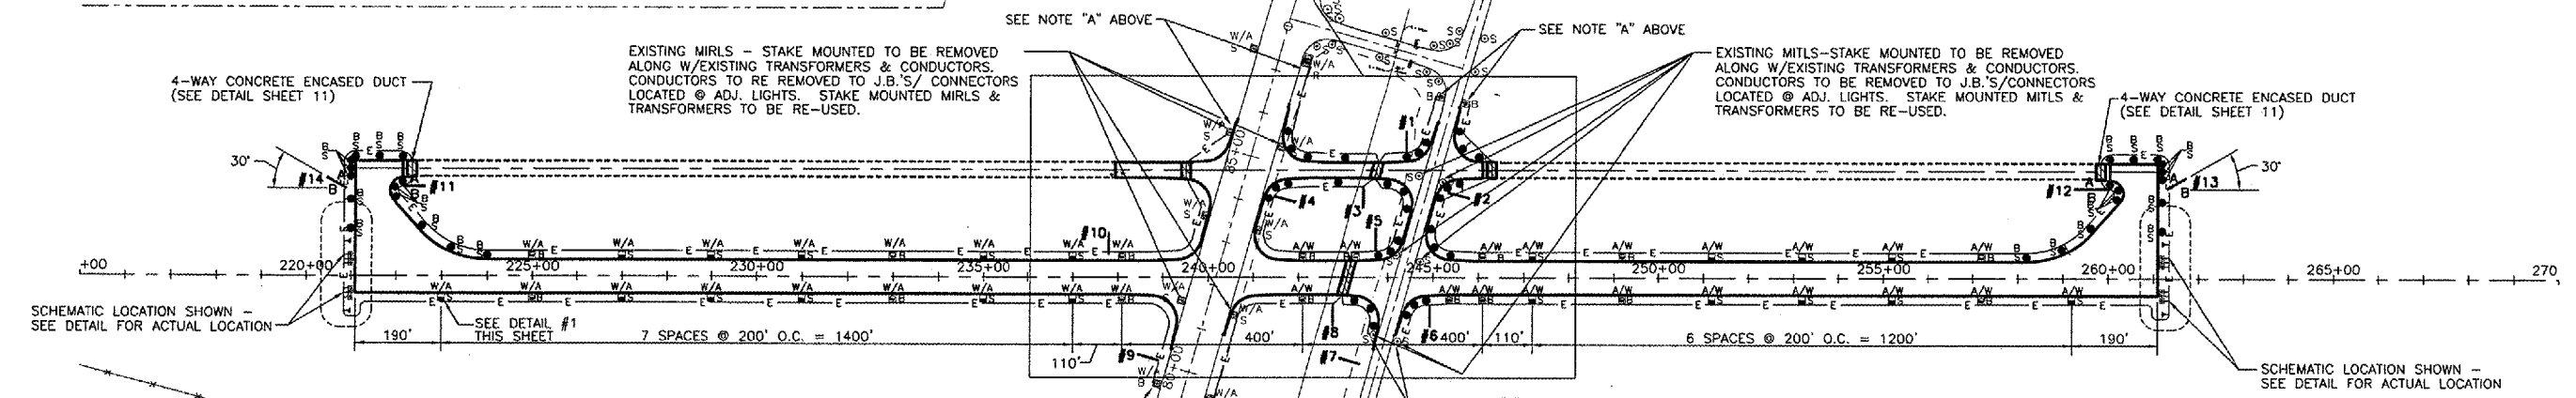 SEE NOTE "A" ABOVE
SEE NOTE "A" ABOVE
EXISTING MIRLS - STAKE MOUNTED TO BE REMOVED
ALONG W/EXISTING TRANSFORMERS & CONDUCTORS.
CONDUCTORS TO RE REMOVED TO J.B.'S/ CONNECTORS
LOCATED @ ADJ. LIGHTS. STAKE MOUNTED MIRLS &
TRANSFORMERS TO BE RE-USED.
EXISTING MITLS-STAKE MOUNTED TO BE REMOVED
ALONG W/EXISTING TRANSFORMERS & CONDUCTORS.
CONDUCTORS TO BE REMOVED TO J.B.'S/CONNECTORS
LOCATED @ ADJ. LIGHTS. STAKE MOUNTED MITLS &
TRANSFORMERS TO BE RE-USED.
4-WAY CONCRETE ENCASED DUCT
(SEE DETAIL SHEET 11)
4-WAY CONCRETE ENCASED DUCT
(SEE DETAIL SHEET 11)
30'
30'
#14
#11
#1
#4
#3
#5
#2
#12
#13
#10
85+00
W/A W/A W/A W/A W/A W/A W/A W/A
A/W A/W A/W A/W A/W A/W A/W A/W
+00
220+00
225+00
230+00
235+00
240+00
245+00
250+00
255+00
260+00
265+00
270
SCHEMATIC LOCATION SHOWN -
SEE DETAIL FOR ACTUAL LOCATION
SEE DETAIL #1
THIS SHEET
190'
7 SPACES @ 200' O.C. = 1400'
110'
400'
#8
#6
400'
110'
6 SPACES @ 200' O.C. = 1200'
190'
#9
#7
80+00
SCHEMATIC LOCATION SHOWN -
SEE DETAIL FOR ACTUAL LOCATION